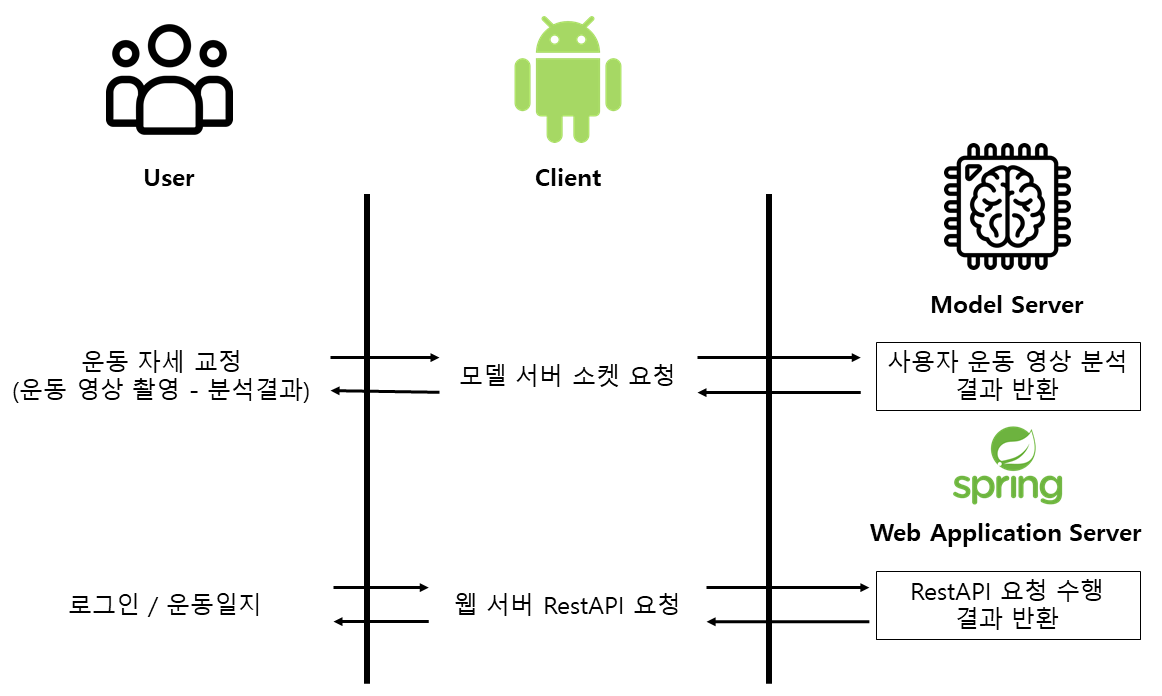 User
Client
Model Server
운동 자세 교정
(운동 영상 촬영 - 분석결과)
모델 서버 소켓 요청
사용자 운동 영상 분석
결과 반환
spring
Web Application Server
로그인 / 운동일지
웹 서버 RestAPI 요청
RestAPI 요청 수행
결과 반환